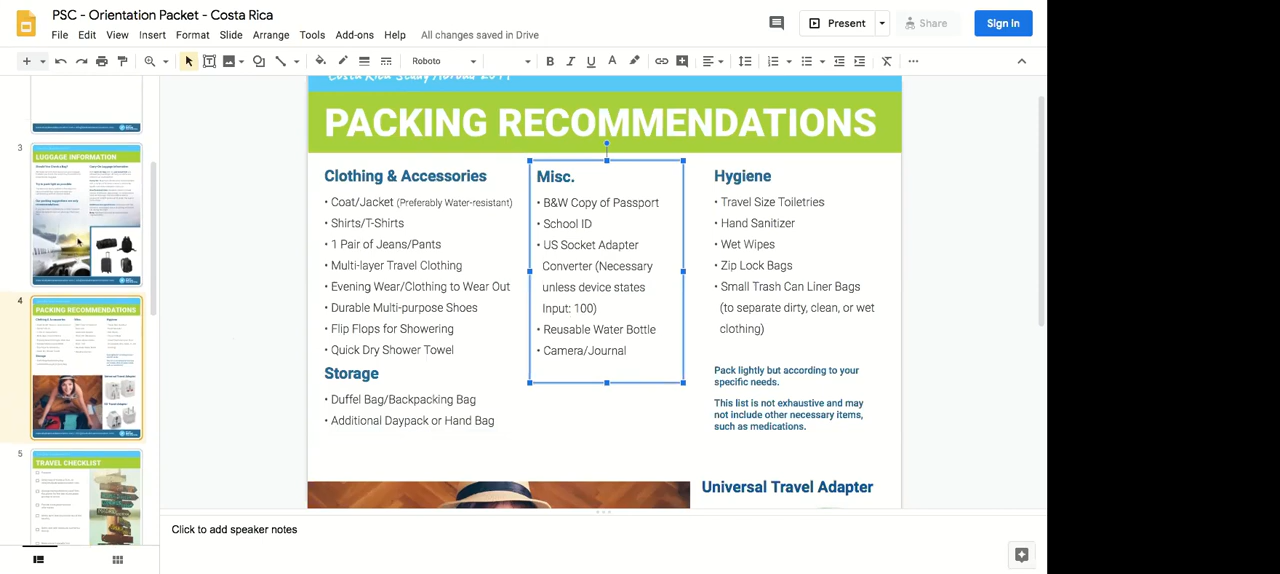 PSC - Orientation Packet - Costa Rica
File Edit View Insert Format Slide Arrange Tools Add-ons Help All changes saved in Drive
Present
Share
Sign in
Roboto
3
LUGGAGE INFORMATION
4
PACKING RECOMMENDATIONS
5
TRAVEL CHECKLIST
Costa Rica Study Abroad
PACKING RECOMMENDATIONS
Clothing & Accessories
• Coat/Jacket (Preferably Water-resistant)
• Shirts/T-Shirts
• 1 Pair of Jeans/Pants
• Multi-layer Travel Clothing
• Evening Wear/Clothing to Wear Out
• Durable Multi-purpose Shoes
• Flip Flops for Showering
• Quick Dry Shower Towel
Storage
• Duffel Bag/Backpacking Bag
• Additional Daypack or Hand Bag
Misc.
• B&W Copy of Passport
• School ID
• US Socket Adapter
Converter (Necessary
unless device states
Input: 100)
• Reusable Water Bottle
• Camera/Journal
Hygiene
• Travel Size Toiletries
• Hand Sanitizer
• Wet Wipes
• Zip Lock Bags
• Small Trash Can Liner Bags
(to separate dirty, clean, or wet
clothing)
Pack lightly but according to your
specific needs.
This list is not exhaustive and may
not include other necessary items,
such as medications.
Universal Travel Adapter
Click to add speaker notes